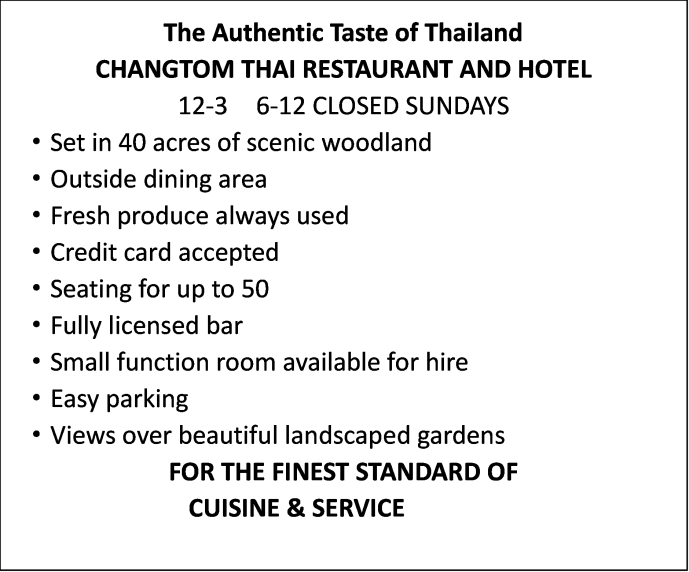 The Authentic Taste of Thailand
CHANGTOM THAI RESTAURANT AND HOTEL
12-3 6-12 CLOSED SUNDAYS
• Set in 40 acres of scenic woodland
• Outside dining area
• Fresh produce always used
• Credit card accepted
• Seating for up to 50
• Fully licensed bar
• Small function room available for hire
• Easy parking
• Views over beautiful landscaped gardens
FOR THE FINEST STANDARD OF
CUISINE & SERVICE